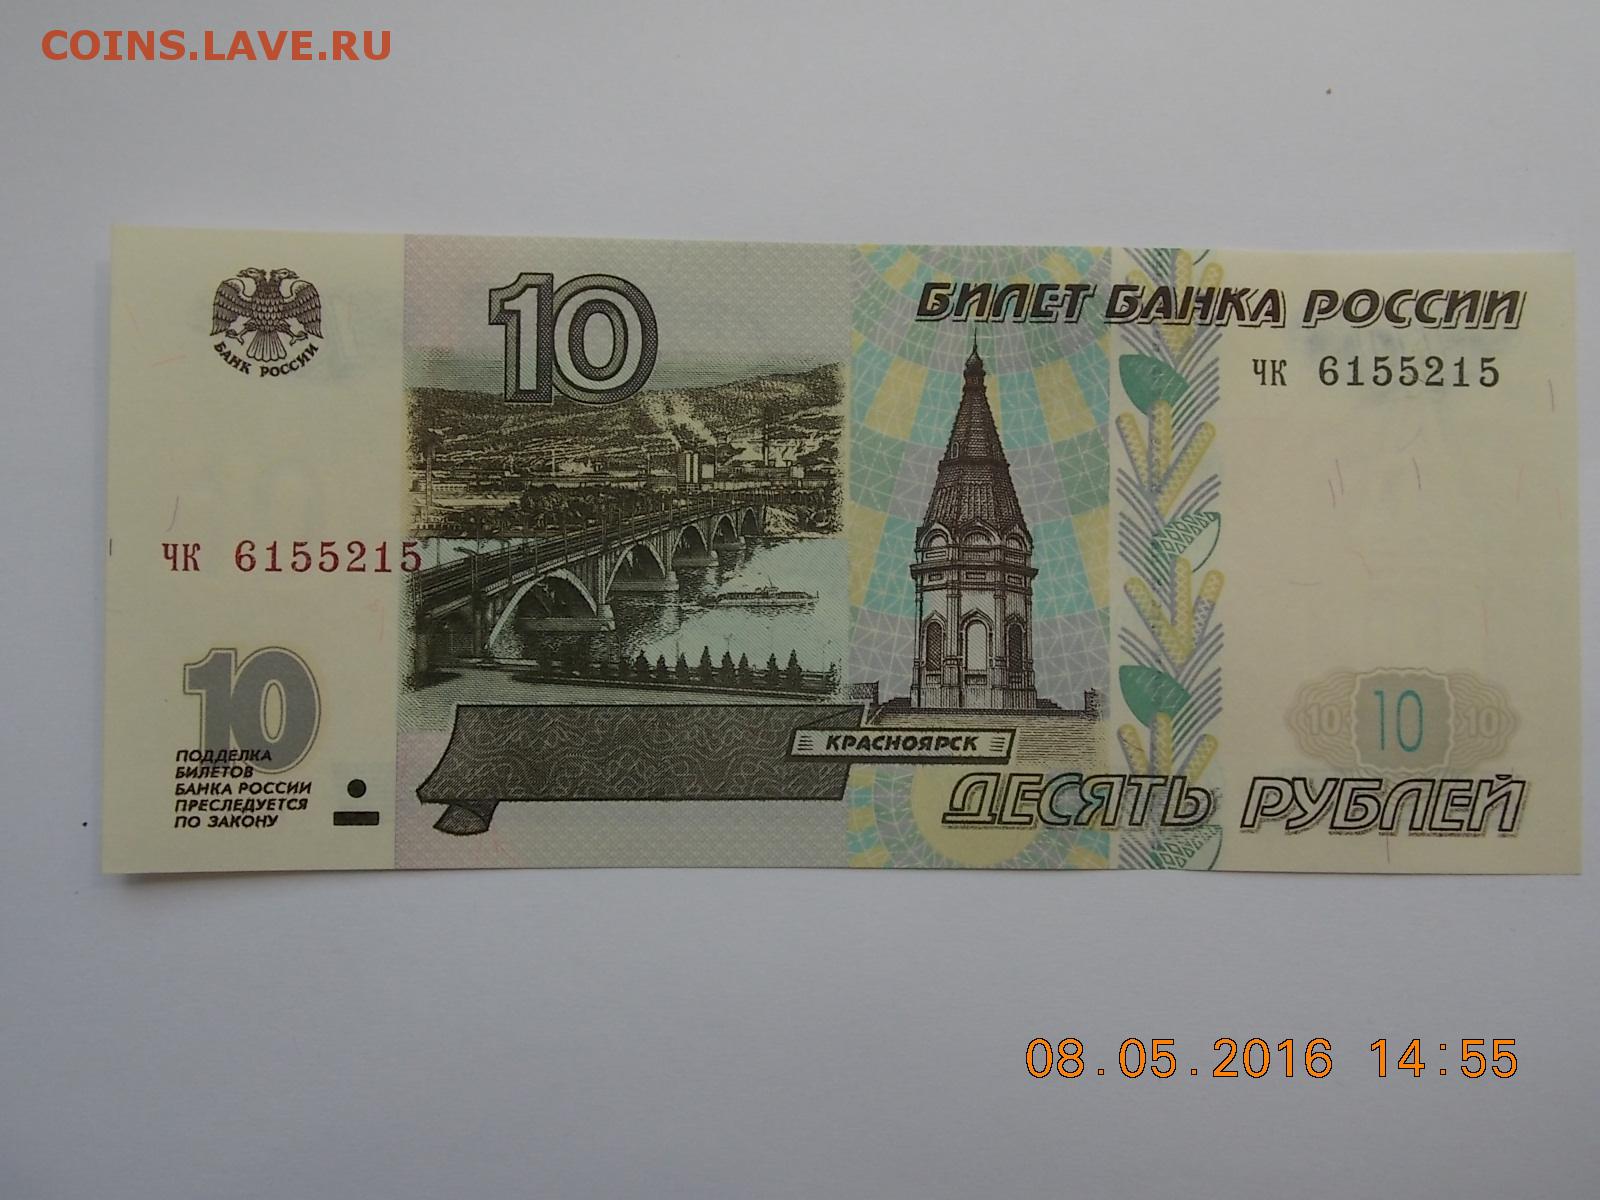 COINS.LAVE.RU
БАНК РОССИИ
10
БИЛЕТ БАНКА РОССИИ
чк 6155215
чк 6155215
10
ПОДДЕЛКА
БИЛЕТОВ
БАНКА РОССИИ
ПРЕСЛЕДУЕТСЯ
ПО ЗАКОНУ
КРАСНОЯРСК
10 10 10
ДЕСЯТЬ РУБЛЕЙ
08.05.2016 14:55